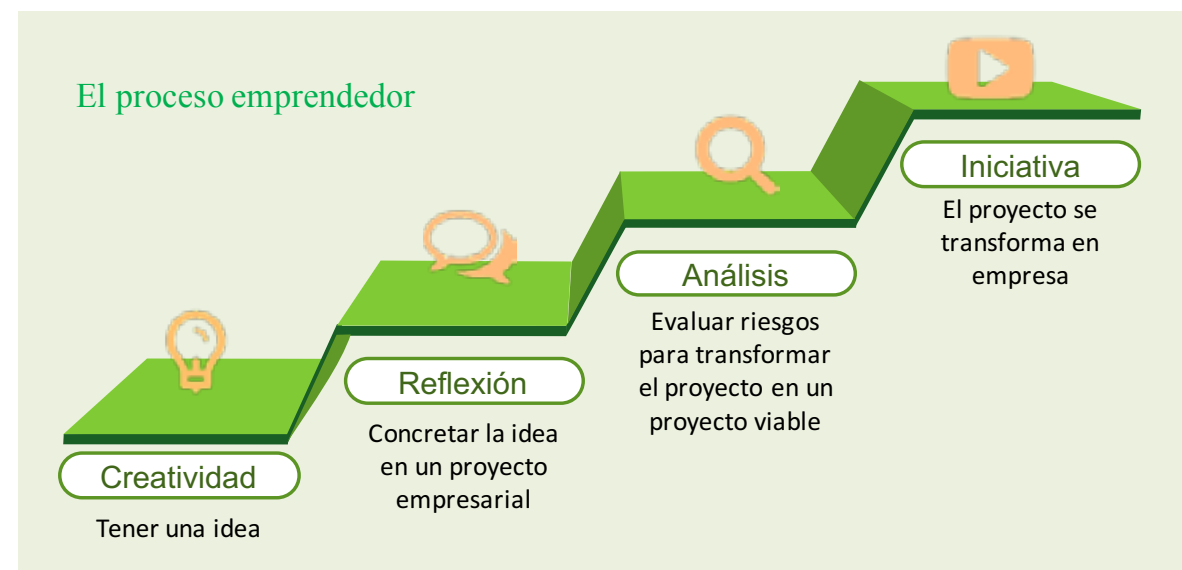 El proceso emprendedor
Creatividad
Tener una idea
Reflexión
Concretar la idea
en un proyecto
empresarial
Análisis
Evaluar riesgos
para transformar
el proyecto en un
proyecto viable
Iniciativa
El proyecto se
transforma en
empresa